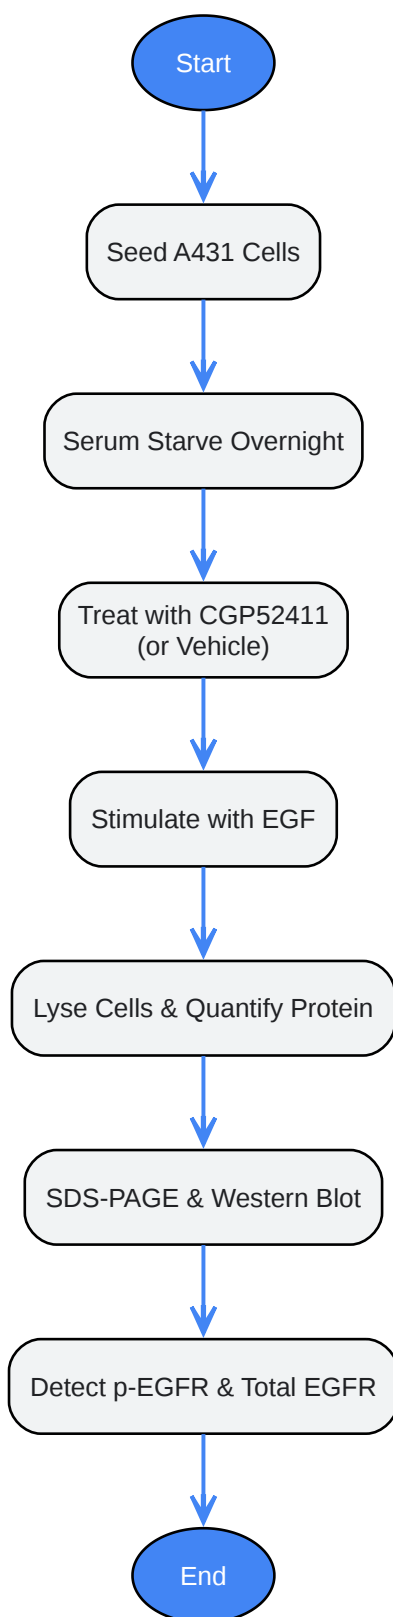 Start
Seed A431 Cells
Serum Starve Overnight
Treat with CGP52411
(or Vehicle)
Stimulate with EGF
Lyse Cells & Quantify Protein
SDS-PAGE & Western Blot
Detect p-EGFR & Total EGFR
End